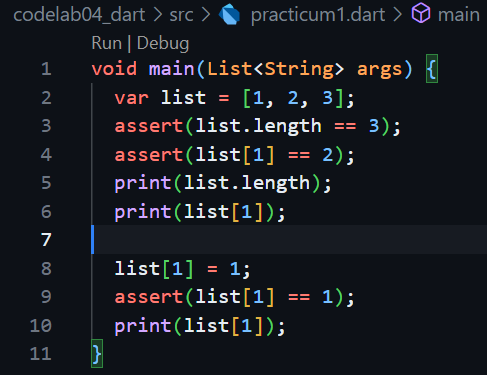 codelab04_dart > src > practicum1.dart > main
Run | Debug
1 void main(List<String> args) {
2 var list = [1, 2, 3];
3 assert(list.length == 3);
4 assert(list[1] == 2);
5 print(list.length);
6 print(list[1]);
7
8 list[1] = 1;
9 assert(list[1] == 1);
10 print(list[1]);
11 }